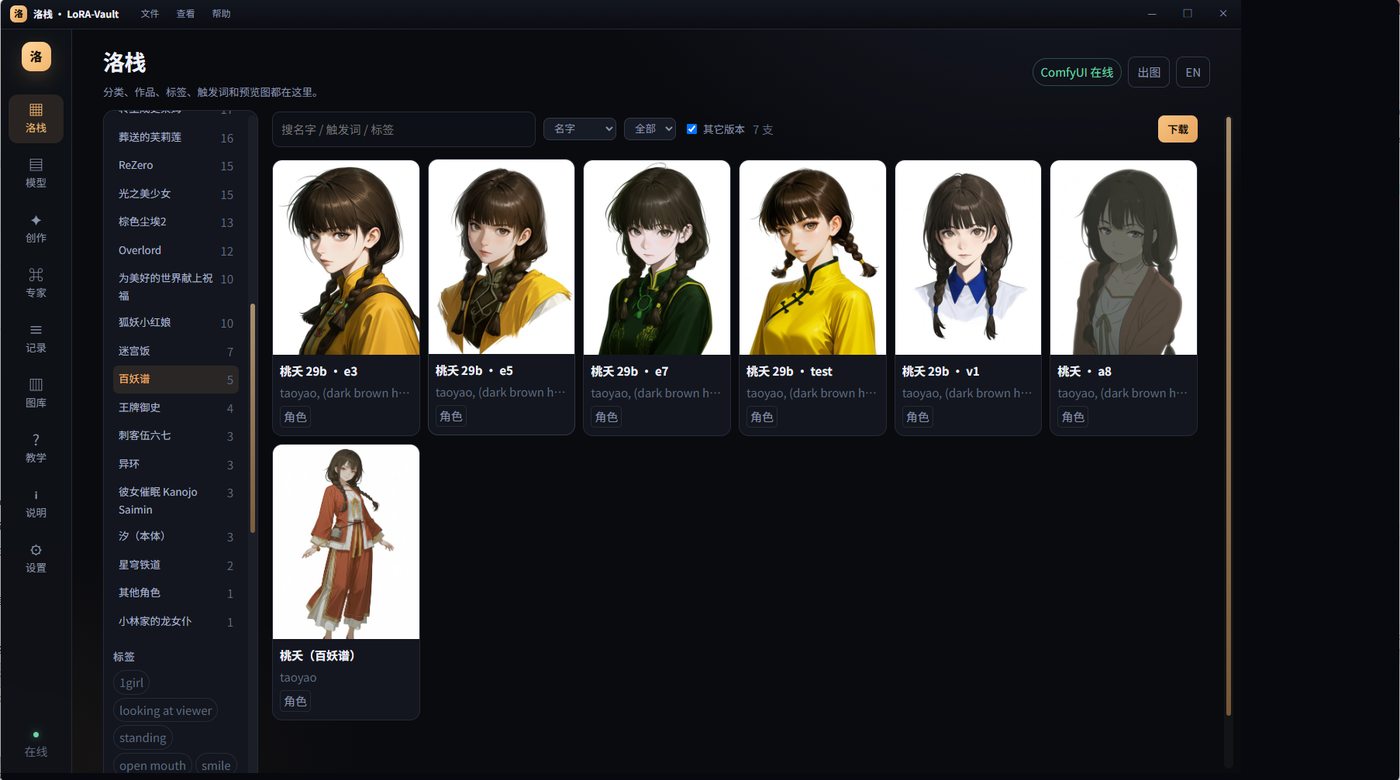 洛 洛栈 • LoRA-Vault 文件 查看 帮助
洛
洛栈
模型
创作
专家
记录
图库
教学
说明
设置
在线
洛栈
分类、作品、标签、触发词和预览图都在这里。
ComfyUI 在线 出图 EN
葬送的芙莉莲 16
ReZero 15
光之美少女 15
棕色尘埃2 13
Overlord 12
为美好的世界献上祝 10
福
狐妖小红娘 10
迷宫饭 7
百妖谱 5
王牌御史 4
刺客伍六七 3
异环 3
彼女催眠 Kanojo 3
Saimin
汐（本体） 3
星穹铁道 2
其他角色 1
小林家的龙女仆 1
标签
1girl
looking at viewer
standing
open mouth smile
搜名字 / 触发词 / 标签 名字 全部 其它版本 7 支 下载
桃夭 29b • e3
taoyao, (dark brown h…
角色
桃夭 29b • e5
taoyao, (dark brown h…
角色
桃夭 29b • e7
taoyao, (dark brown h…
角色
桃夭 29b • test
taoyao, (dark brown h…
角色
桃夭 29b • v1
taoyao, (dark brown h…
角色
桃夭 • a8
taoyao, (dark brown h…
角色
桃夭（百妖谱）
taoyao
角色